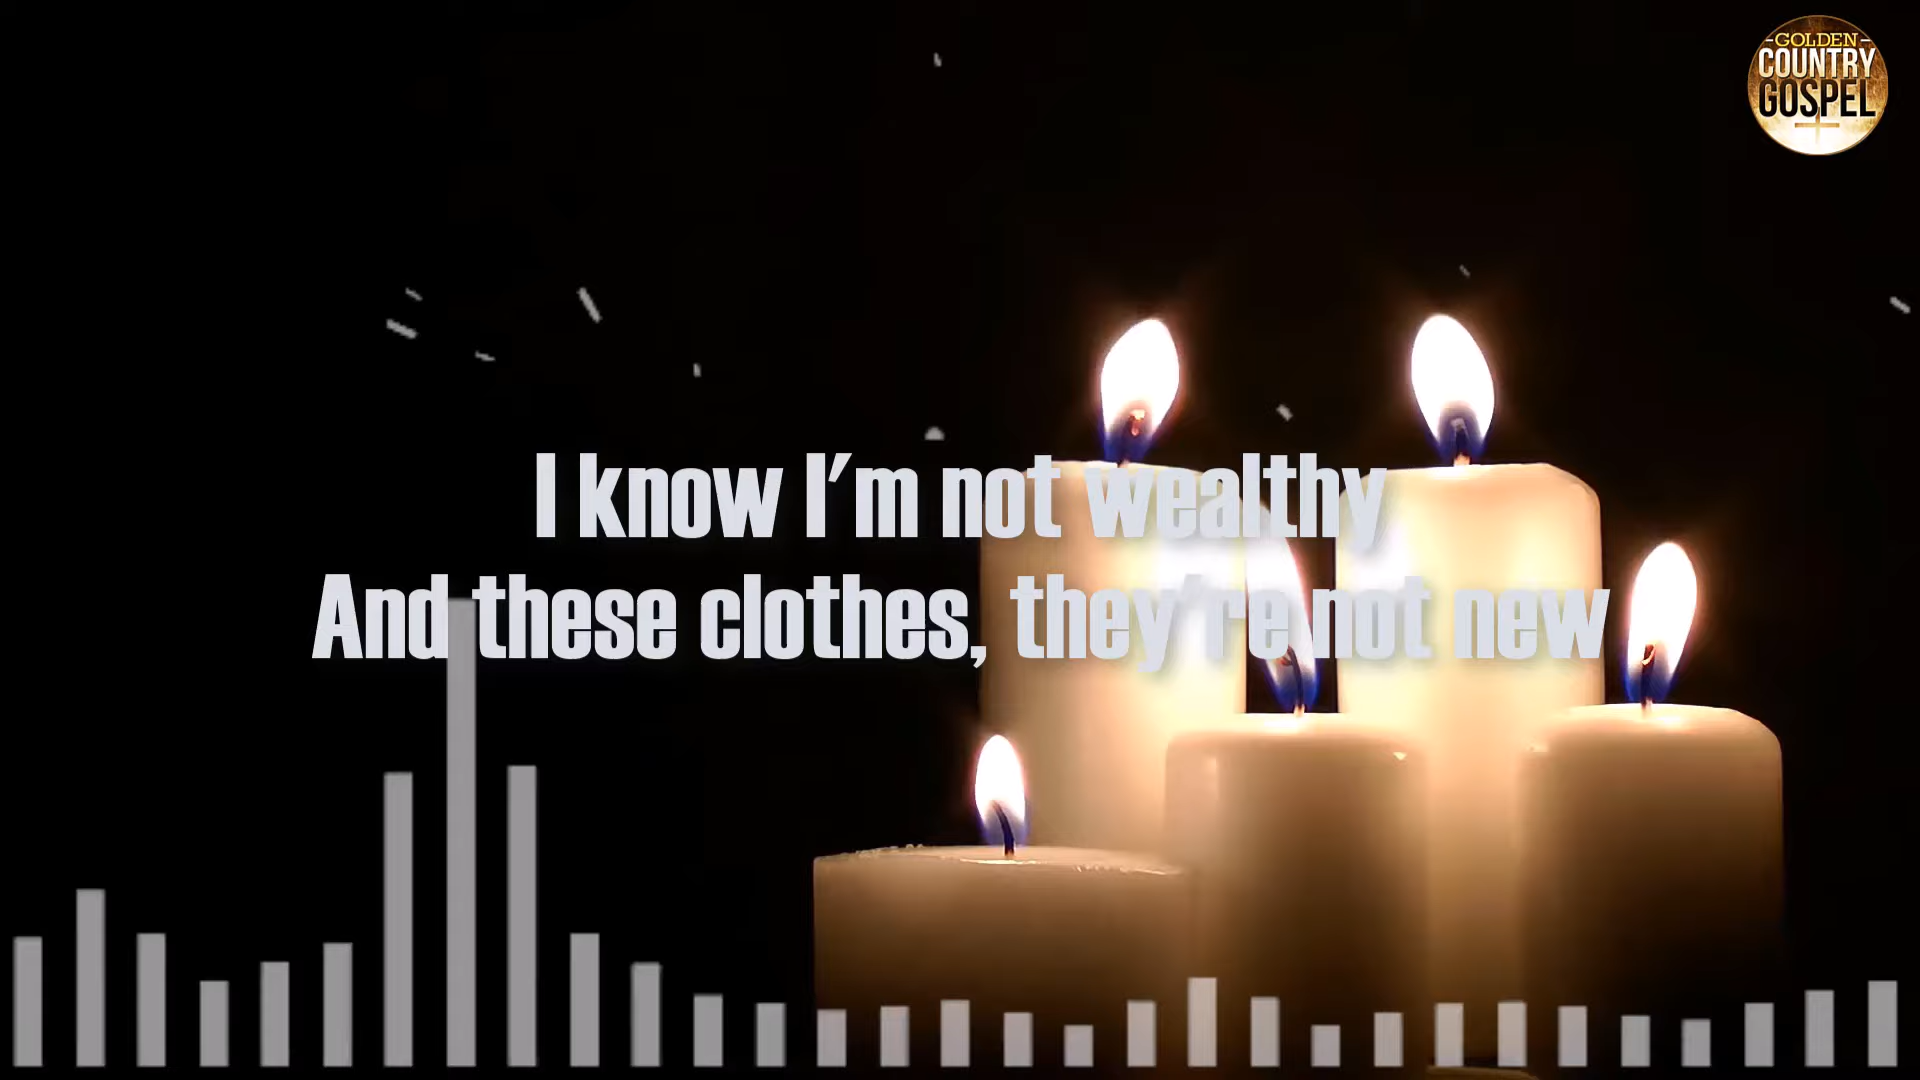 -GOLDEN-
COUNTRY
GOSPEL
I know I'm not wealthy
And these clothes, they're not new